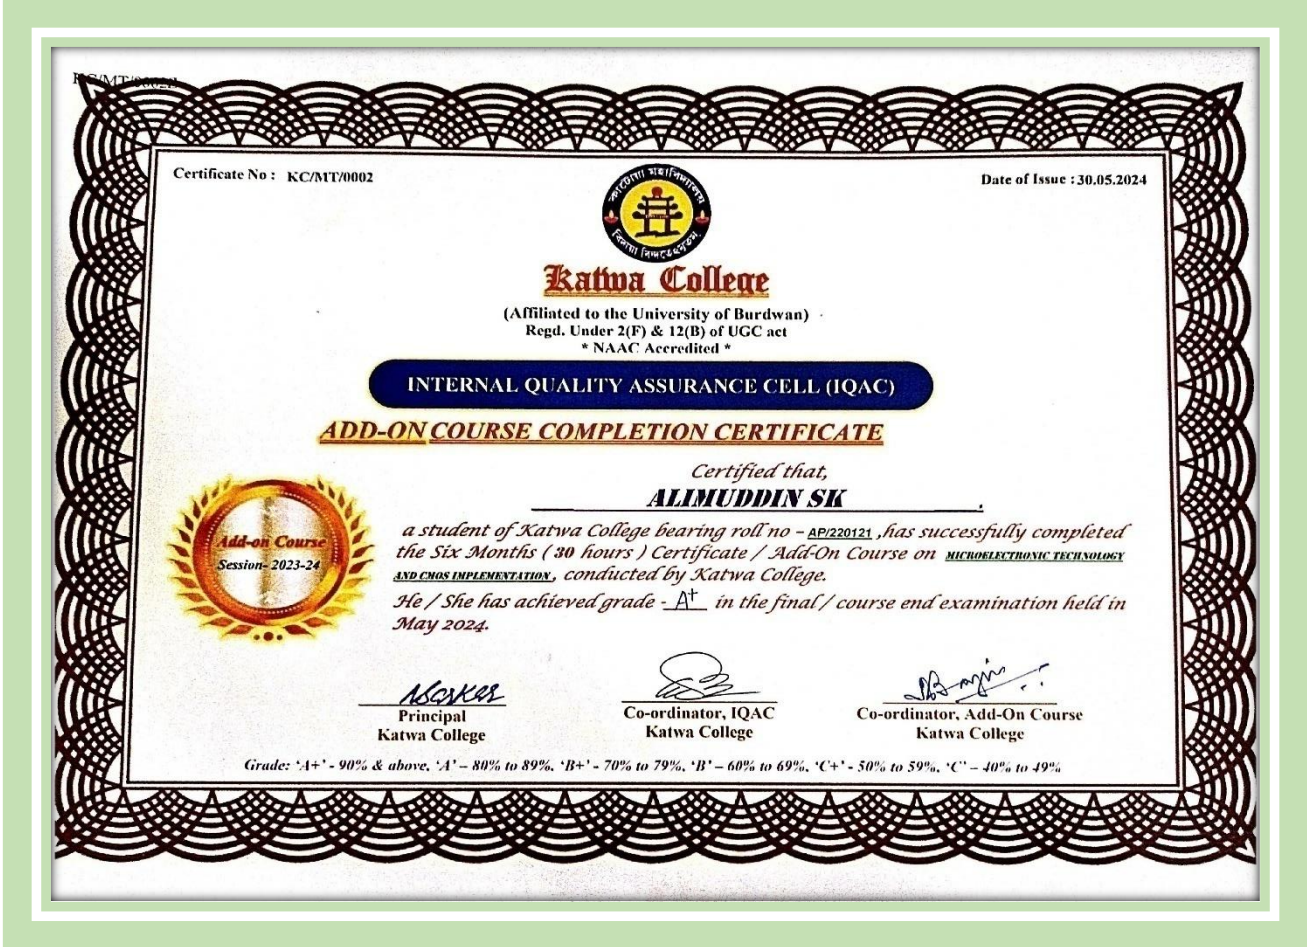 Certificate No : KC/MT/0002
Date of Issue : 30.05.2024
কাটোয়া মহাবিদ্যালয়
Katwa College
(Affiliated to the University of Burdwan)
Regd. Under 2(F) & 12(B) of UGC act
* NAAC Accredited *
INTERNAL QUALITY ASSURANCE CELL (IQAC)
ADD-ON COURSE COMPLETION CERTIFICATE
Certified that,
ALIMUDDIN SK
Add-on Course
Session- 2023-24
a student of Katwa College bearing roll no – AP/220121 ,has successfully completed
the Six Months ( 30 hours ) Certificate / Add-On Course on MICROELECTRONIC TECHNOLOGY
AND CMOS IMPLEMENTATION , conducted by Katwa College.
He / She has achieved grade - A+ in the final / course end examination held in
May 2024.
Principal
Katwa College
Co-ordinator, IQAC
Katwa College
Co-ordinator, Add-On Course
Katwa College
Grade: 'A+' - 90% & above, 'A' – 80% to 89%, 'B+' - 70% to 79%, 'B' – 60% to 69%, 'C+' - 50% to 59%, 'C' – 40% to 49%